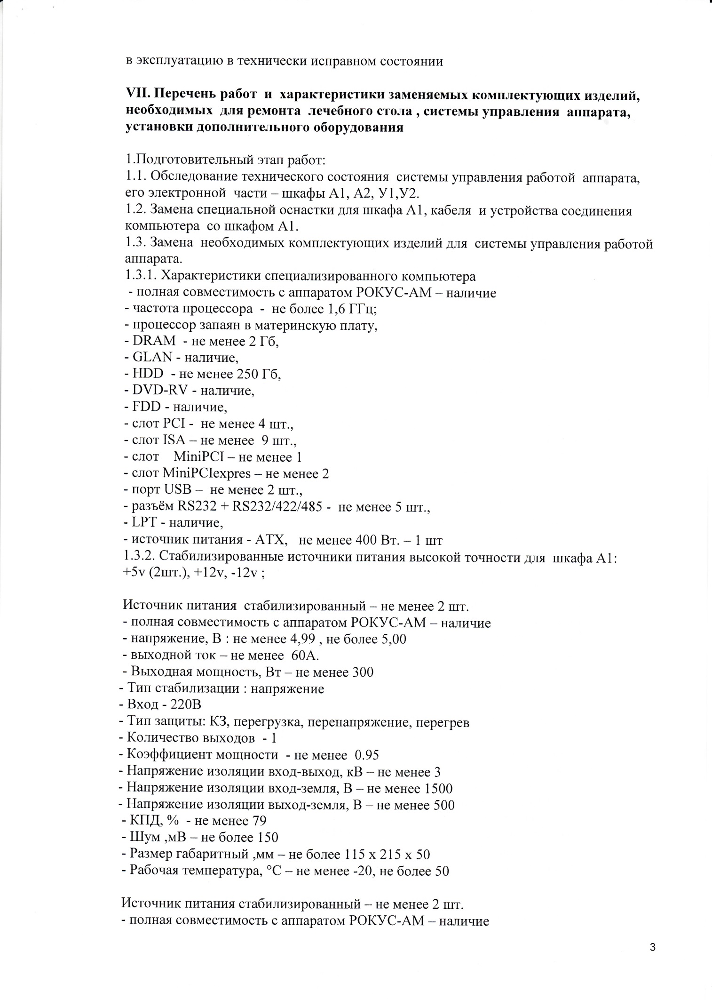 в эксплуатацию в технически исправном состоянии
VII. Перечень работ и характеристики заменяемых комплектующих изделий,
необходимых для ремонта лечебного стола , системы управления аппарата,
установки дополнительного оборудования
1.Подготовительный этап работ:
1.1. Обследование технического состояния системы управления работой аппарата,
его электронной части – шкафы А1, А2, У1,У2.
1.2. Замена специальной оснастки для шкафа А1, кабеля и устройства соединения
компьютера со шкафом А1.
1.3. Замена необходимых комплектующих изделий для системы управления работой
аппарата.
1.3.1. Характеристики специализированного компьютера
- полная совместимость с аппаратом РОКУС-АМ – наличие
- частота процессора - не более 1,6 ГГц;
- процессор запаян в материнскую плату,
- DRAM - не менее 2 Гб,
- GLAN - наличие,
- HDD - не менее 250 Гб,
- DVD-RV - наличие,
- FDD - наличие,
- слот PCI - не менее 4 шт.,
- слот ISA – не менее 9 шт.,
- слот MiniPCI – не менее 1
- слот MiniPCIexpres – не менее 2
- порт USB – не менее 2 шт.,
- разъём RS232 + RS232/422/485 - не менее 5 шт.,
- LPT - наличие,
- источник питания - ATX, не менее 400 Вт. – 1 шт
1.3.2. Стабилизированные источники питания высокой точности для шкафа А1:
+5v (2шт.), +12v, -12v ;
Источник питания стабилизированный – не менее 2 шт.
- полная совместимость с аппаратом РОКУС-АМ – наличие
- напряжение, В : не менее 4,99 , не более 5,00
- выходной ток – не менее 60А.
- Выходная мощность, Вт – не менее 300
- Тип стабилизации : напряжение
- Вход - 220В
- Тип защиты: КЗ, перегрузка, перенапряжение, перегрев
- Количество выходов - 1
- Коэффициент мощности - не менее 0.95
- Напряжение изоляции вход-выход, кВ – не менее 3
- Напряжение изоляции вход-земля, В – не менее 1500
- Напряжение изоляции выход-земля, В – не менее 500
- КПД, % - не менее 79
- Шум ,мВ – не более 150
- Размер габаритный ,мм – не более 115 x 215 x 50
- Рабочая температура, °С – не менее -20, не более 50
Источник питания стабилизированный – не менее 2 шт.
- полная совместимость с аппаратом РОКУС-АМ – наличие
3